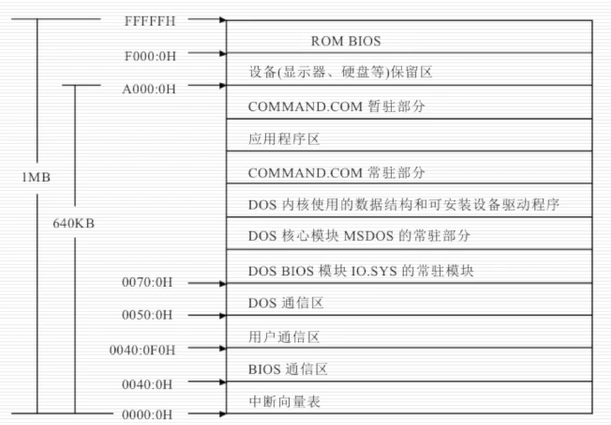 FFFFFH
ROM BIOS
F000:0H
设备(显示器、硬盘等)保留区
A000:0H
COMMAND.COM 暂驻部分
应用程序区
COMMAND.COM 常驻部分
1MB
DOS 内核使用的数据结构和可安装设备驱动程序
640KB
DOS 核心模块 MSDOS 的常驻部分
DOS BIOS 模块 IO.SYS 的常驻模块
0070:0H
DOS 通信区
0050:0H
用户通信区
0040:0F0H
BIOS 通信区
0040:0H
中断向量表
0000:0H